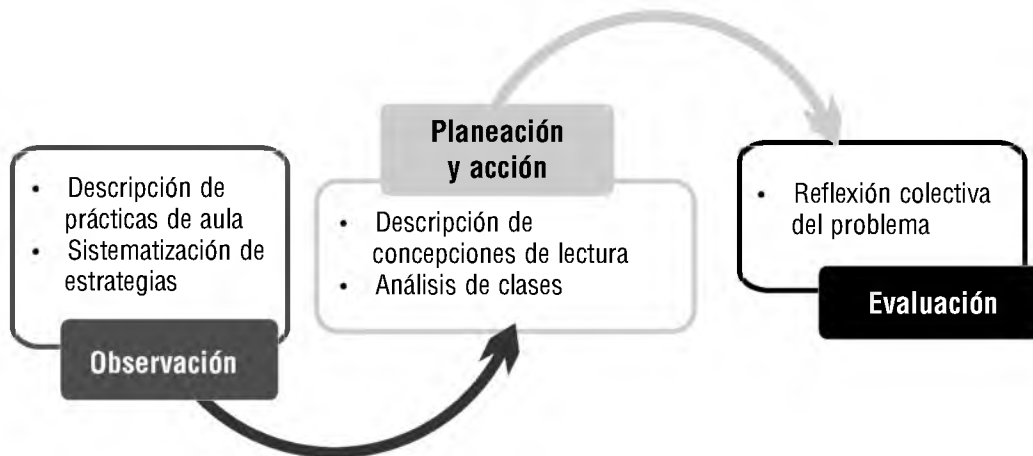 • Descripción de
prácticas de aula
• Sistematización de
estrategias
Observación
Planeación
y acción
• Descripción de
concepciones de lectura
• Análisis de clases
• Reflexión colectiva
del problema
Evaluación